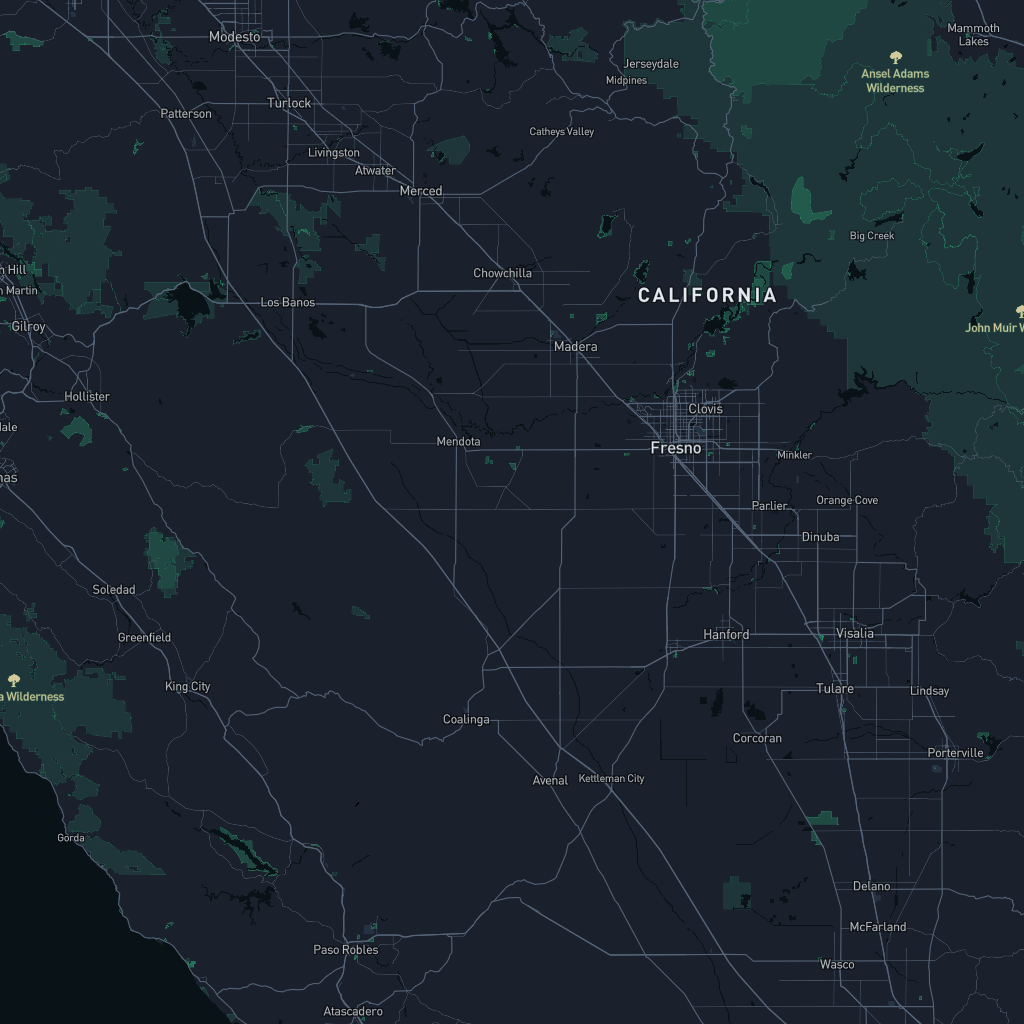 Modesto
Mammoth
Lakes
Jerseydale
Midpines
Ansel Adams
Wilderness
Turlock
Patterson
Catheys Valley
Livingston
Atwater
Merced
Big Creek
Chowchilla
n Hill
n Martin
CALIFORNIA
Los Banos
Gilroy
John Muir W
Madera
Hollister
Clovis
dale
Mendota
Fresno
Minkler
nas
Parlier
Orange Cove
Dinuba
Soledad
Greenfield
Hanford
Visalia
King City
a Wilderness
Tulare
Lindsay
Coalinga
Corcoran
Porterville
Avenal
Kettleman City
Gorda
Delano
McFarland
Paso Robles
Wasco
Atascadero